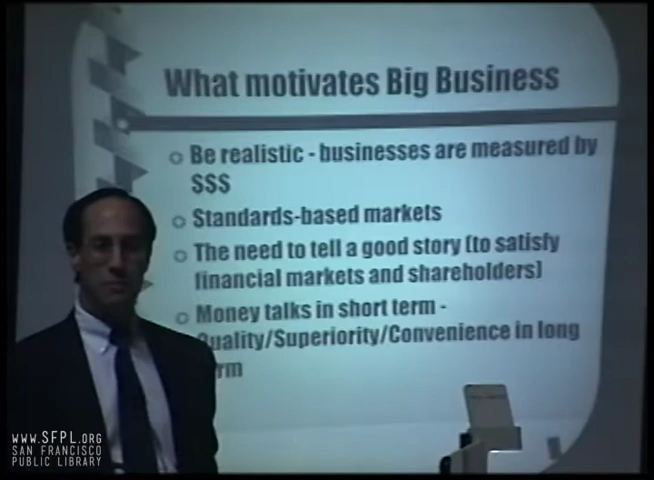 What motivates Big Business
Be realistic - businesses are measured by
$$$
Standards-based markets
The need to tell a good story (to satisfy
financial markets and shareholders)
Money talks in short term -
Quality/Superiority/Convenience in long
term
WWW.SFPL.ORG
SAN FRANCISCO
PUBLIC LIBRARY